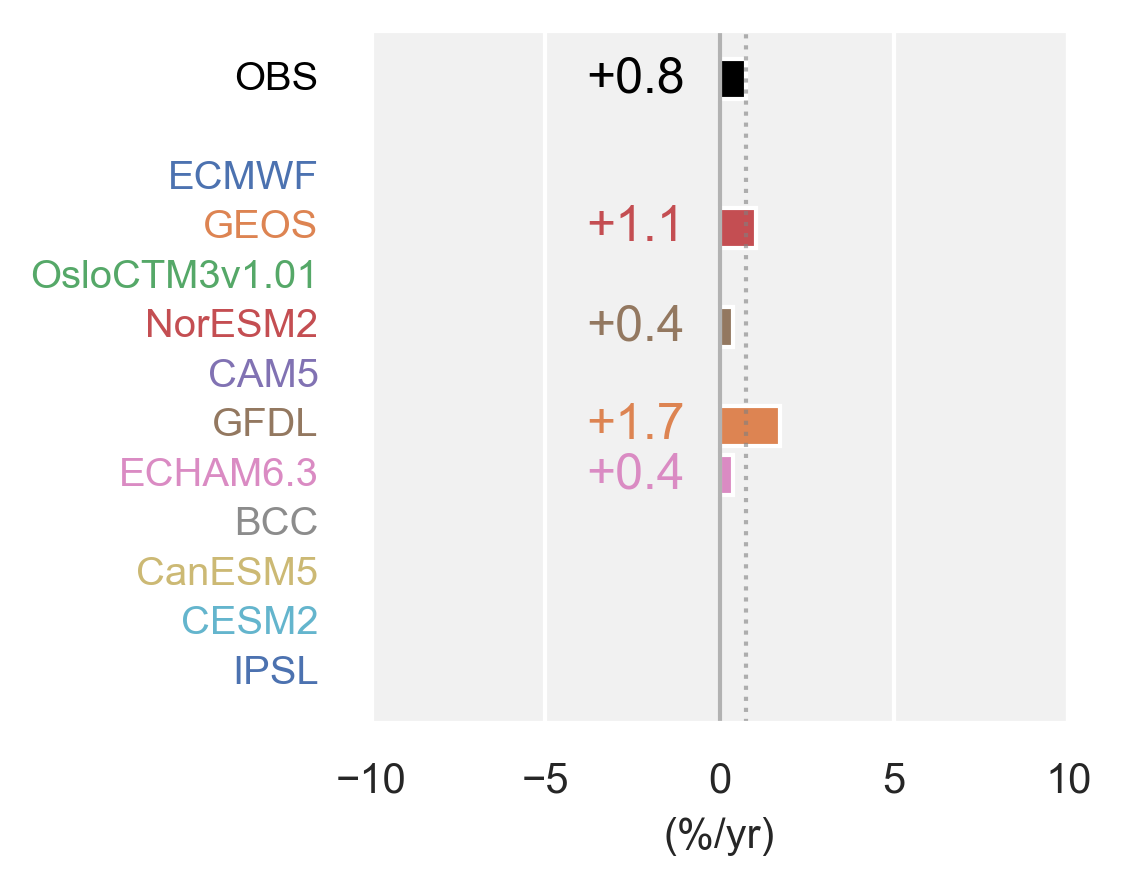 OBS +0.8
ECMWF
GEOS +1.1
OsloCTM3v1.01
NorESM2 +0.4
CAM5
GFDL +1.7
ECHAM6.3 +0.4
BCC
CanESM5
CESM2
IPSL
−10 −5 0 5 10
(%/yr)